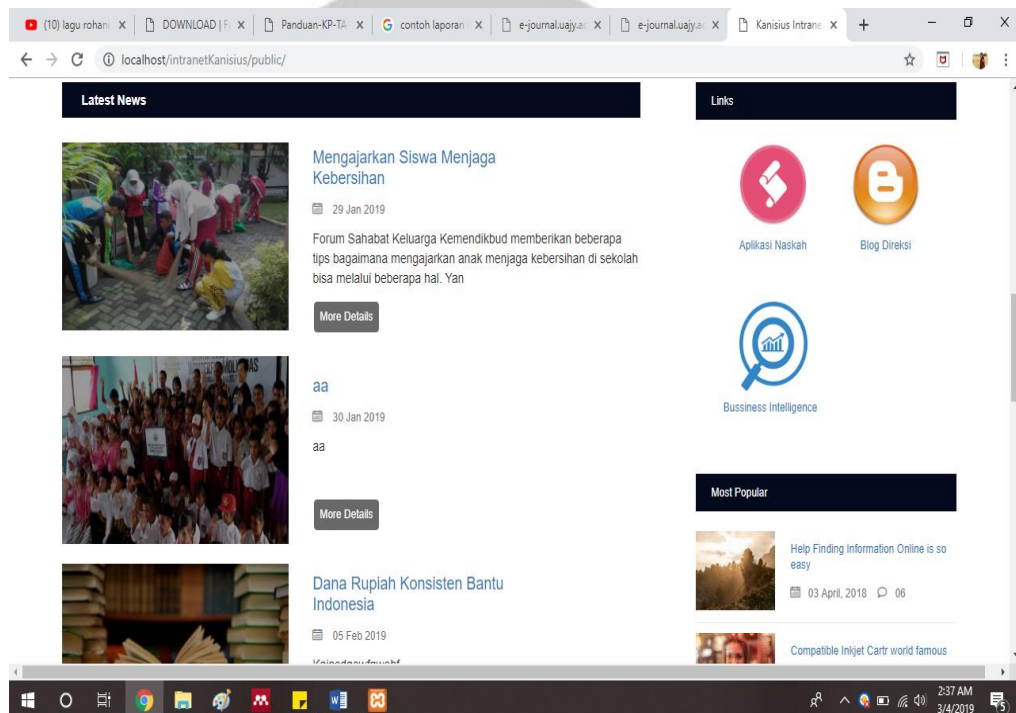 (10) lagu rohani
DOWNLOAD | F
Panduan-KP-TA
contoh laporan
e-journal.uajy.ac
e-journal.uajy.ac
Kanisius Intrane
localhost/intranetKanisius/public/
Latest News
Mengajarkan Siswa Menjaga
Kebersihan
29 Jan 2019
Forum Sahabat Keluarga Kemendikbud memberikan beberapa
tips bagaimana mengajarkan anak menjaga kebersihan di sekolah
bisa melalui beberapa hal. Yan
More Details
aa
30 Jan 2019
aa
More Details
Dana Rupiah Konsisten Bantu
Indonesia
05 Feb 2019
Links
Aplikasi Naskah
Blog Direksi
Bussiness Intelligence
Most Popular
Help Finding Information Online is so
easy
03 April, 2018 06
Compatible Inkjet Cartr world famous
2:37 AM
3/4/2019